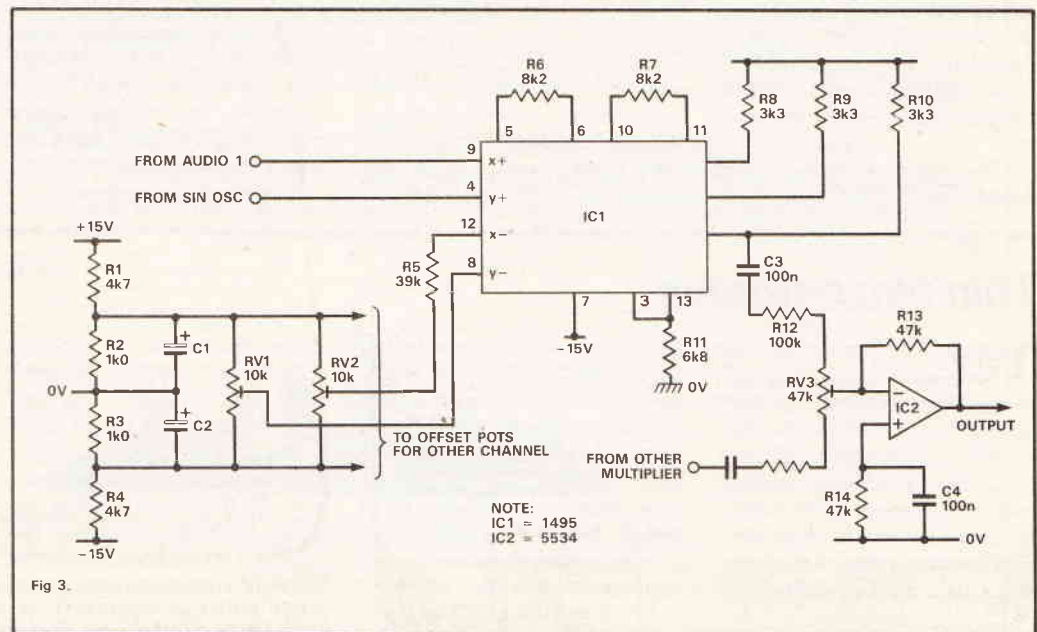 R6
8k2
R7
8k2
R8
3k3
R9
3k3
R10
3k3
5
6
10
11
FROM AUDIO 1
9
x+
FROM SIN OSC
4
y+
12
x−
8
y−
IC1
+15V
R1
4k7
R5
39k
7
3
13
C3
100n
−15V
R11
6k8
0V
R12
100k
R13
47k
R2
1k0
+
C1
RV1
10k
RV2
10k
0V
R3
1k0
+
C2
RV3
47k
−
IC2
+
OUTPUT
TO OFFSET POTS
FOR OTHER CHANNEL
FROM OTHER
MULTIPLIER
R4
4k7
−15V
R14
47k
C4
100n
0V
NOTE:
IC1 = 1495
IC2 = 5534
Fig 3.